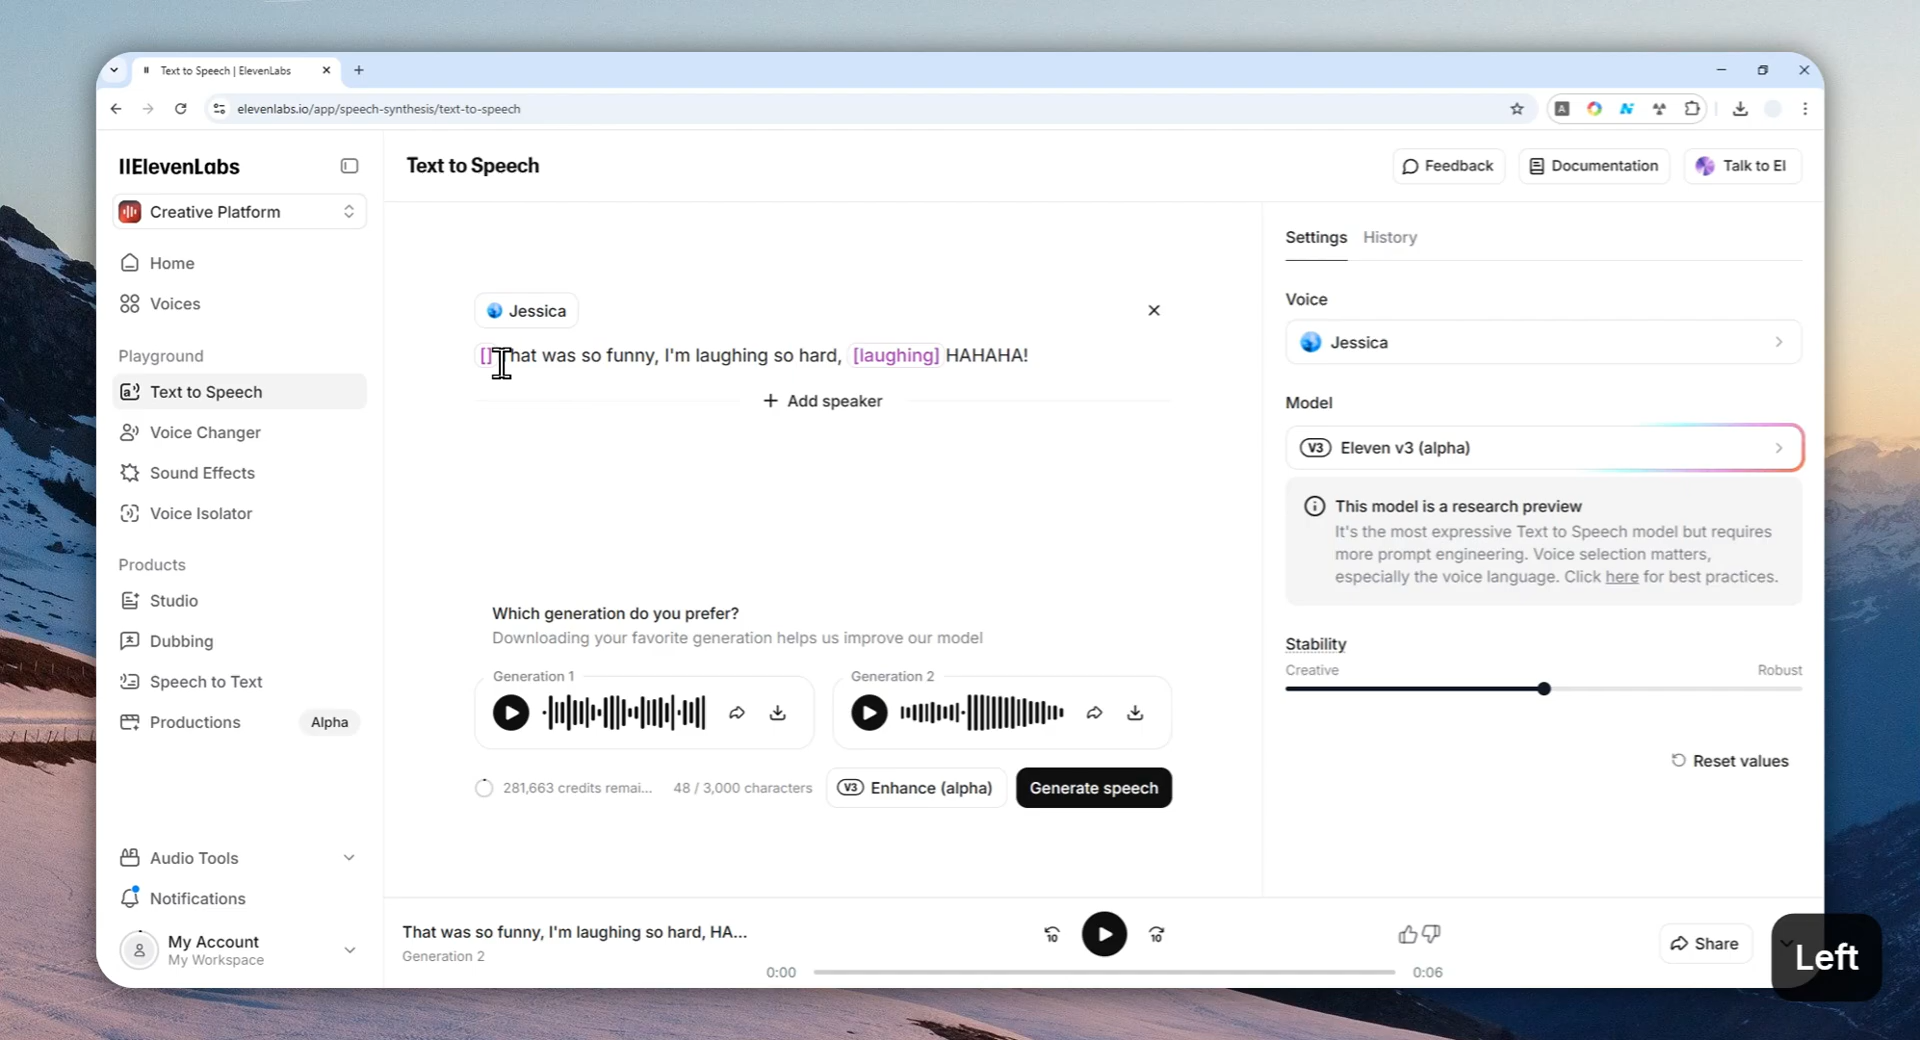 Text to Speech | ElevenLabs
elevenlabs.io/app/speech-synthesis/text-to-speech
IIElevenLabs
Creative Platform
Home
Voices
Playground
Text to Speech
Voice Changer
Sound Effects
Voice Isolator
Products
Studio
Dubbing
Speech to Text
Productions Alpha
Audio Tools
Notifications
My Account
My Workspace
Text to Speech
Feedback
Documentation
Talk to El
Jessica
[] That was so funny, I'm laughing so hard, [laughing] HAHAHA!
+ Add speaker
Which generation do you prefer?
Downloading your favorite generation helps us improve our model
Generation 1
Generation 2
281,663 credits remai...
48 / 3,000 characters
V3 Enhance (alpha)
Generate speech
Settings
History
Voice
Jessica
Model
V3 Eleven v3 (alpha)
This model is a research preview
It's the most expressive Text to Speech model but requires
more prompt engineering. Voice selection matters,
especially the voice language. Click here for best practices.
Stability
Creative
Robust
Reset values
That was so funny, I'm laughing so hard, HA...
Generation 2
10
10
0:00
0:06
Share
Left